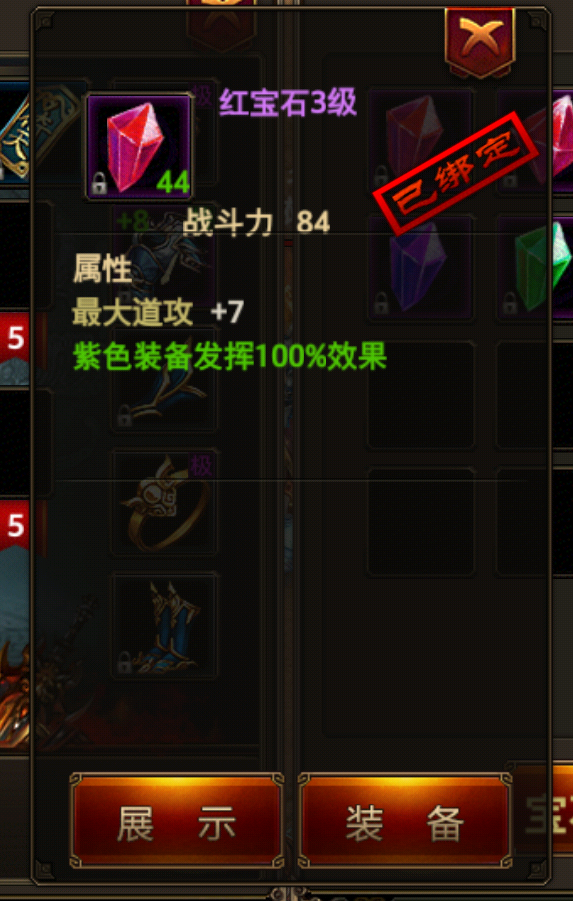 极
红宝石3级
44
已绑定
+8
战斗力 84
属性
最大道攻 +7
5
紫色装备发挥100%效果
极
5
展 示
装 备
宝